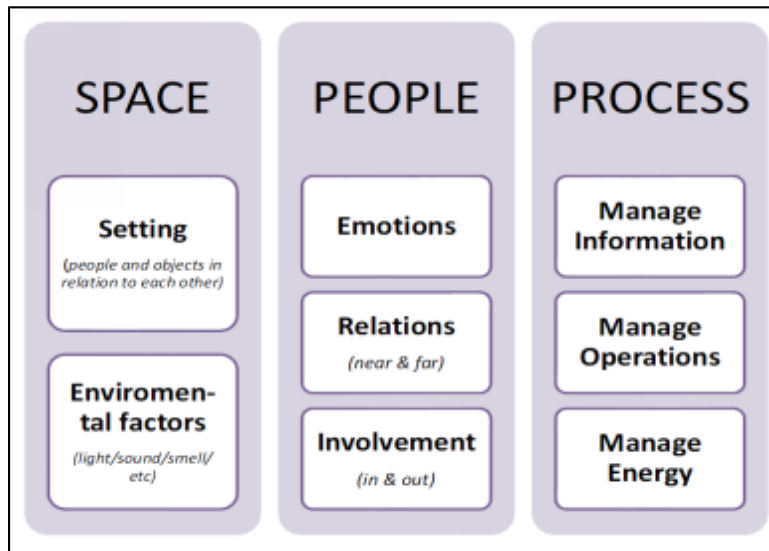 SPACE
Setting
(people and objects in
relation to each other)
Enviromen-
tal factors
(light/sound/smell/
etc)
PEOPLE
Emotions
Relations
(near & far)
Involvement
(in & out)
PROCESS
Manage
Information
Manage
Operations
Manage
Energy